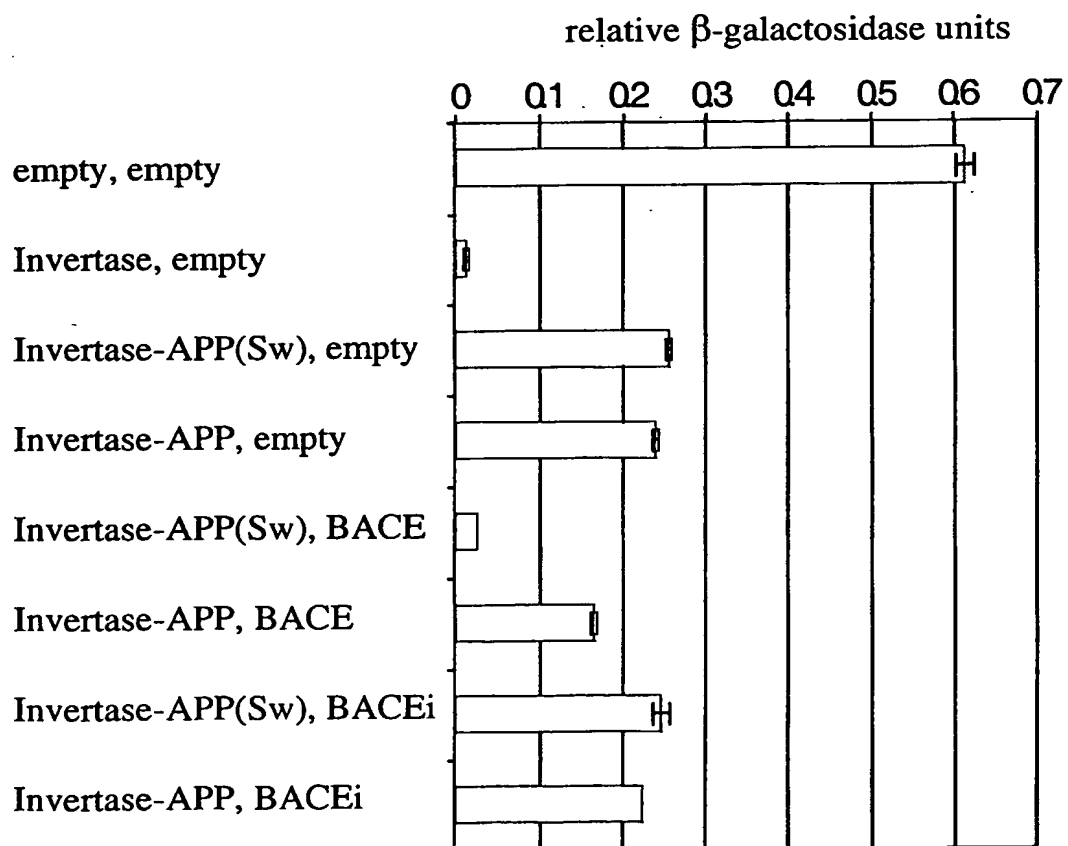 relative β-galactosidase units
0 0.1 0.2 0.3 0.4 0.5 0.6 0.7
empty, empty
Invertase, empty
Invertase-APP(Sw), empty
Invertase-APP, empty
Invertase-APP(Sw), BACE
Invertase-APP, BACE
Invertase-APP(Sw), BACEi
Invertase-APP, BACEi